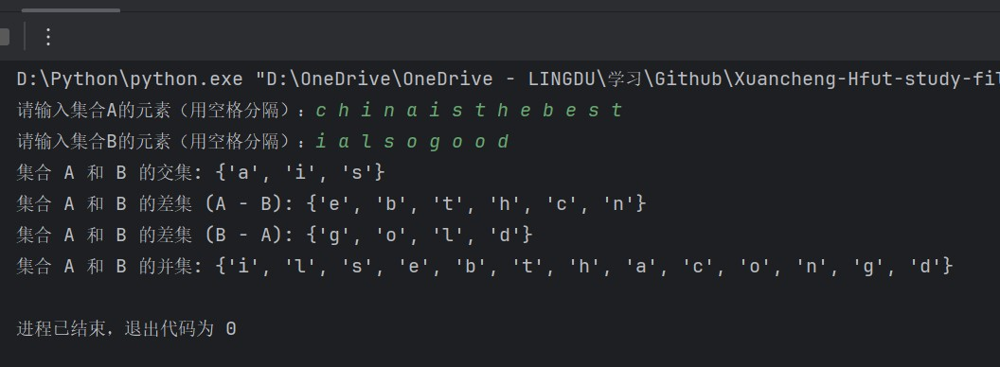 D:\Python\python.exe "D:\OneDrive\OneDrive - LINGDU\学习\Github\Xuancheng-Hfut-study-fil
请输入集合A的元素（用空格分隔）：c h i n a i s t h e b e s t
请输入集合B的元素（用空格分隔）：i a l s o g o o d
集合 A 和 B 的交集: {'a', 'i', 's'}
集合 A 和 B 的差集 (A - B): {'e', 'b', 't', 'h', 'c', 'n'}
集合 A 和 B 的差集 (B - A): {'g', 'o', 'l', 'd'}
集合 A 和 B 的并集: {'i', 'l', 's', 'e', 'b', 't', 'h', 'a', 'c', 'o', 'n', 'g', 'd'}
进程已结束，退出代码为 0